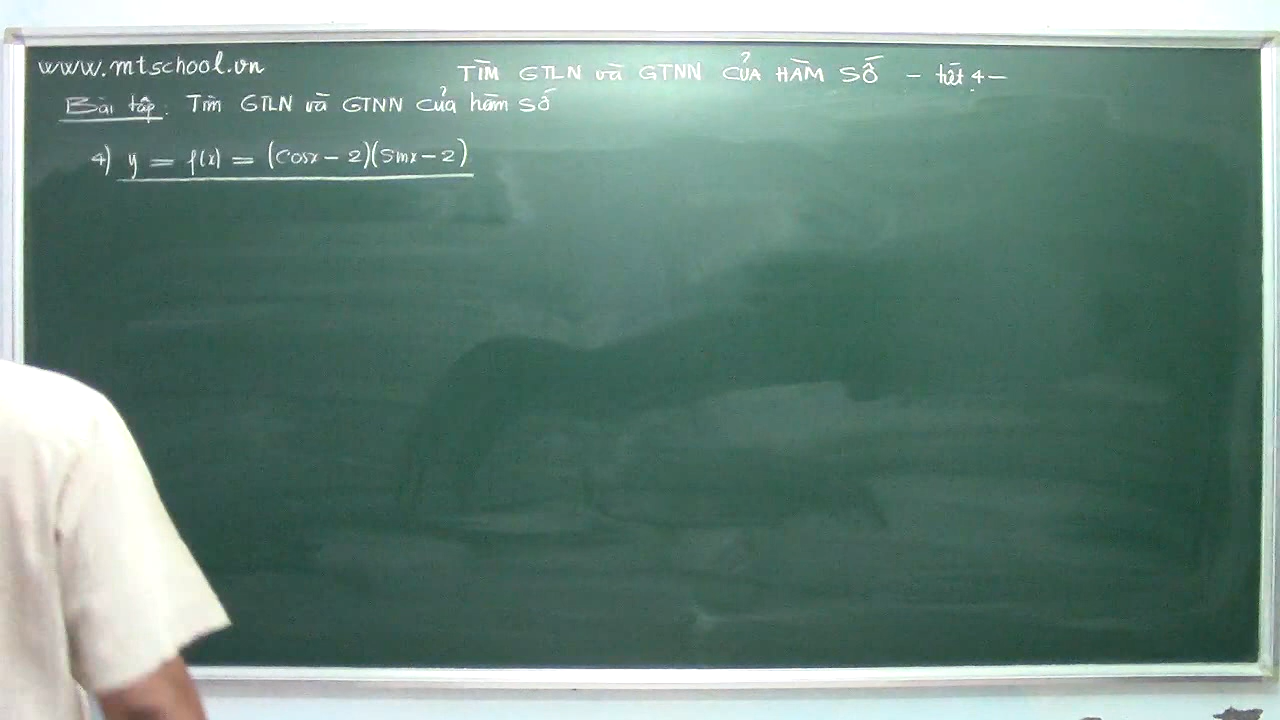 www.mtschool.vn
TÌM GTLN và GTNN CỦA HÀM SỐ - tiết 4 -
Bài tập: Tìm GTLN và GTNN của hàm số
4) y = f(x) = (cosx - 2)(sinx - 2)